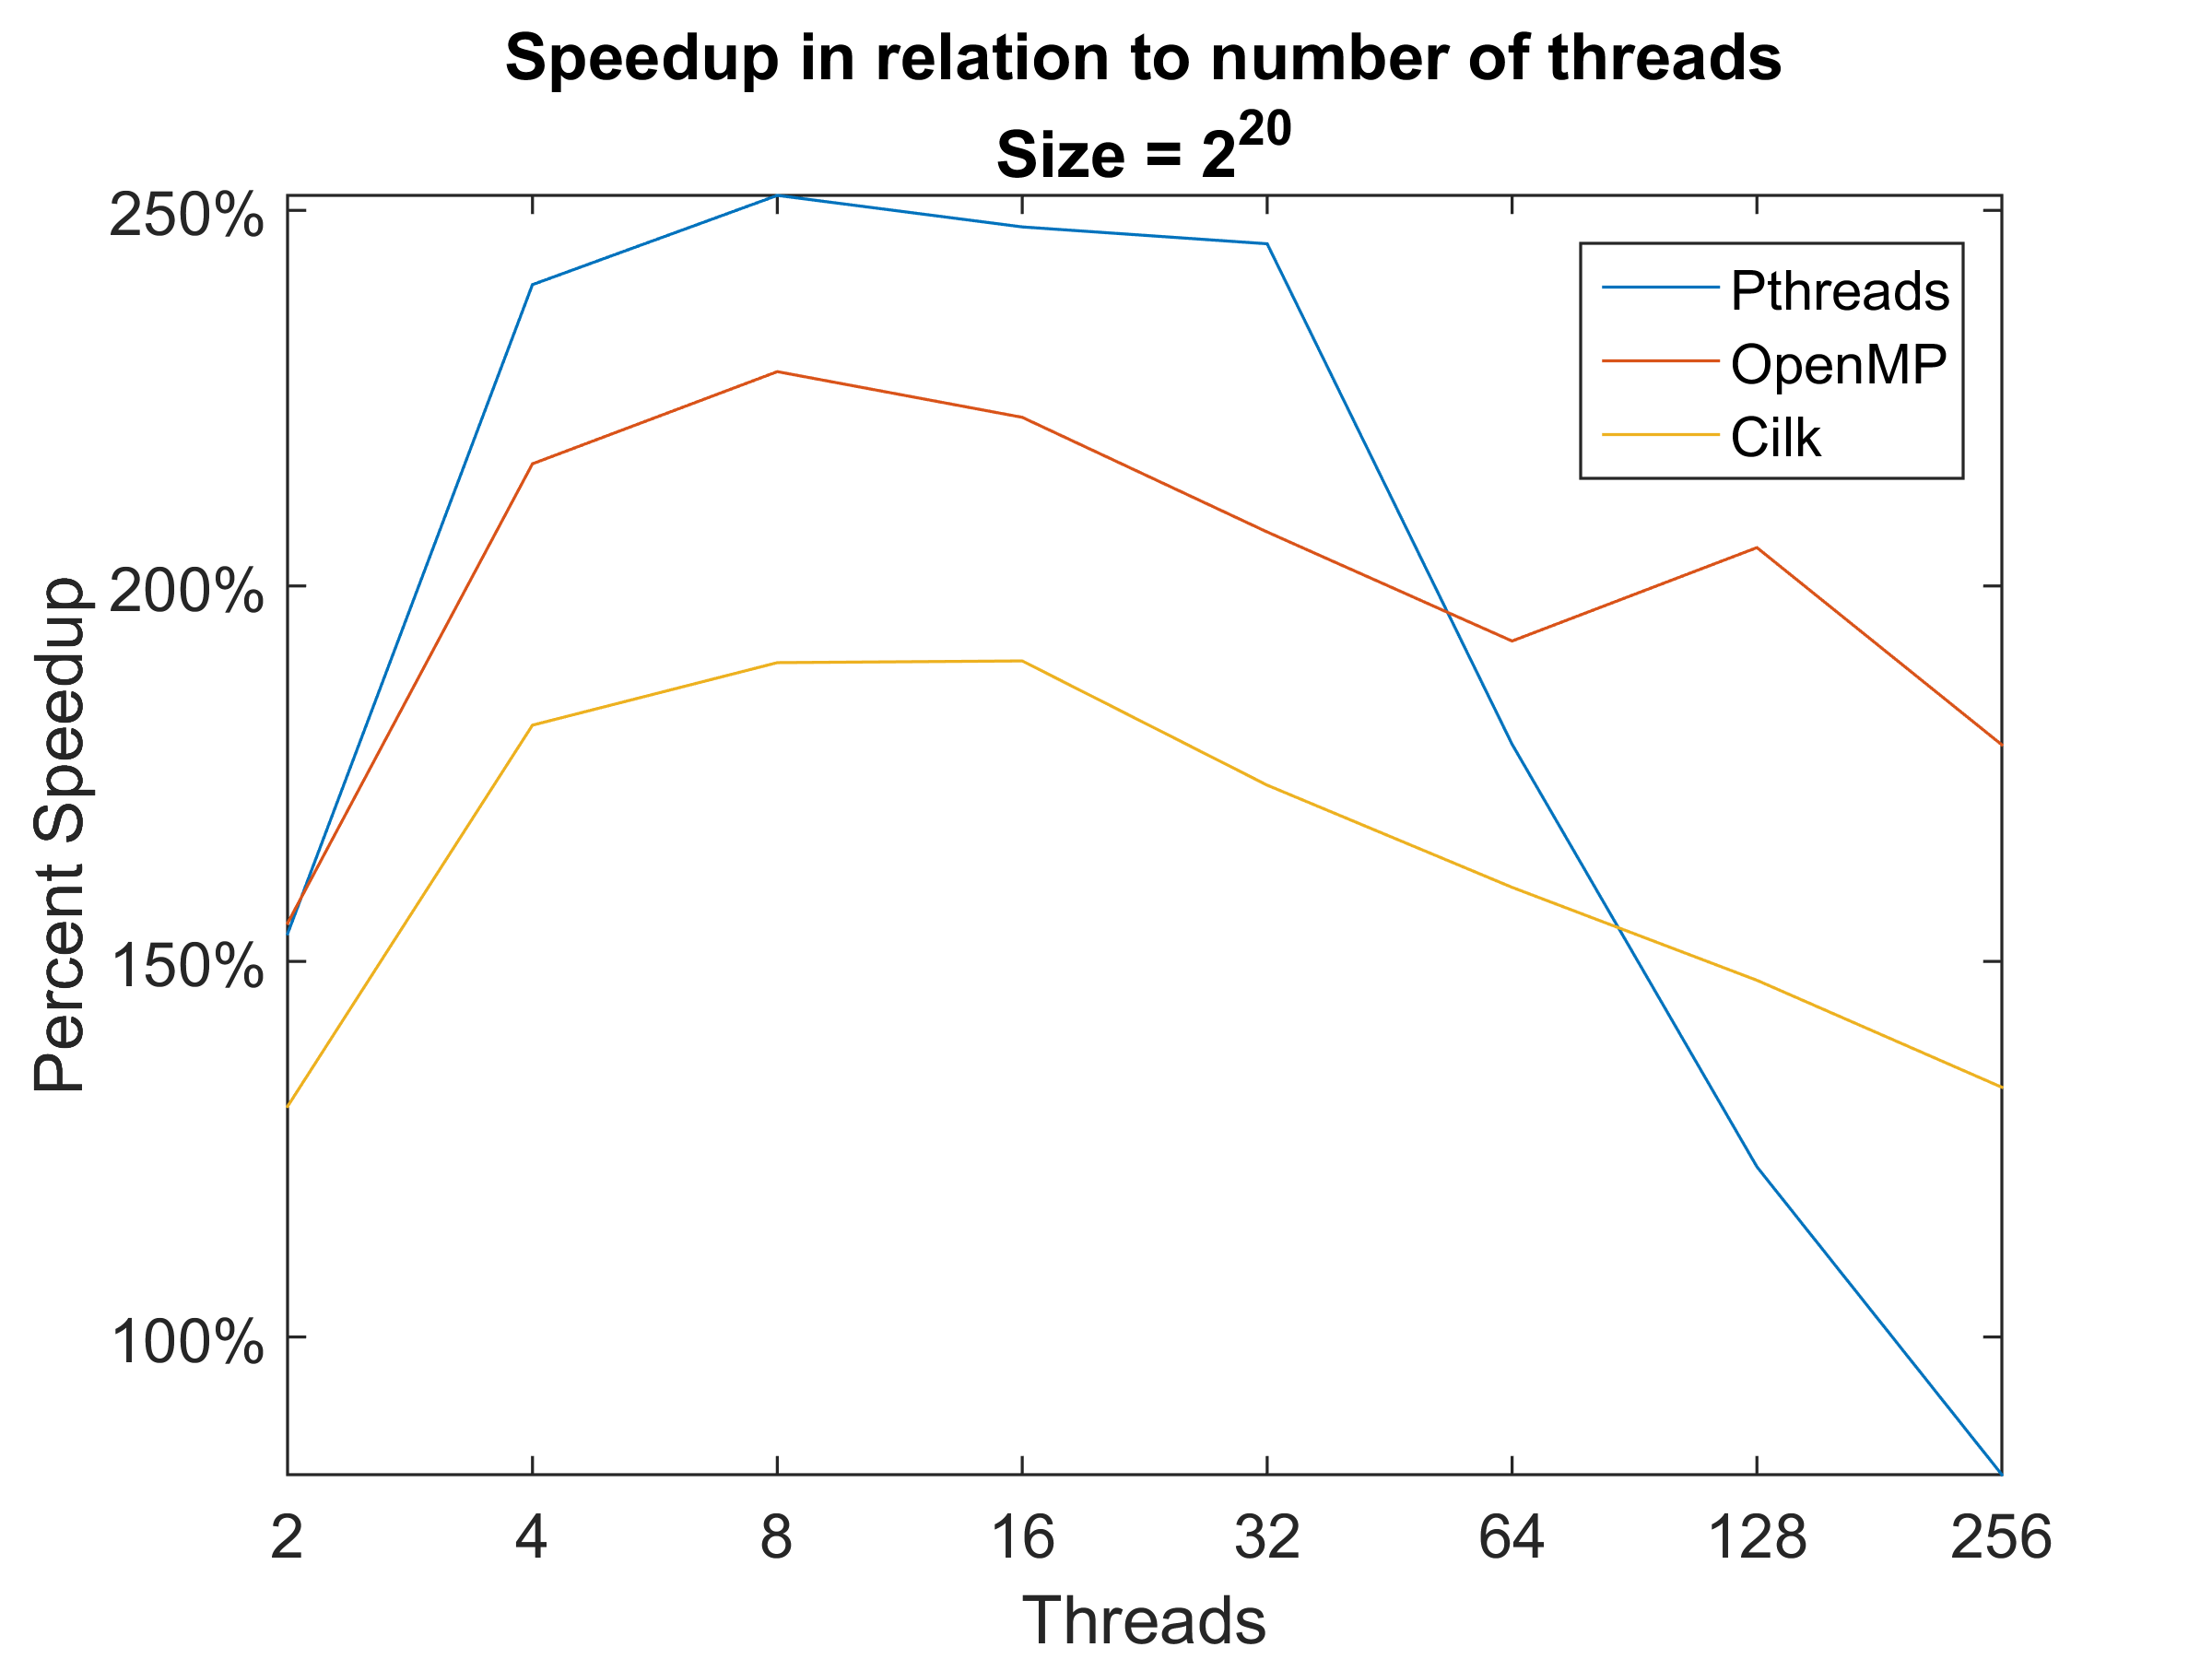 Speedup in relation to number of threads
Size = 2^20
250%
200%
150%
100%
Percent Speedup
Pthreads
OpenMP
Cilk
2 4 8 16 32 64 128 256
Threads